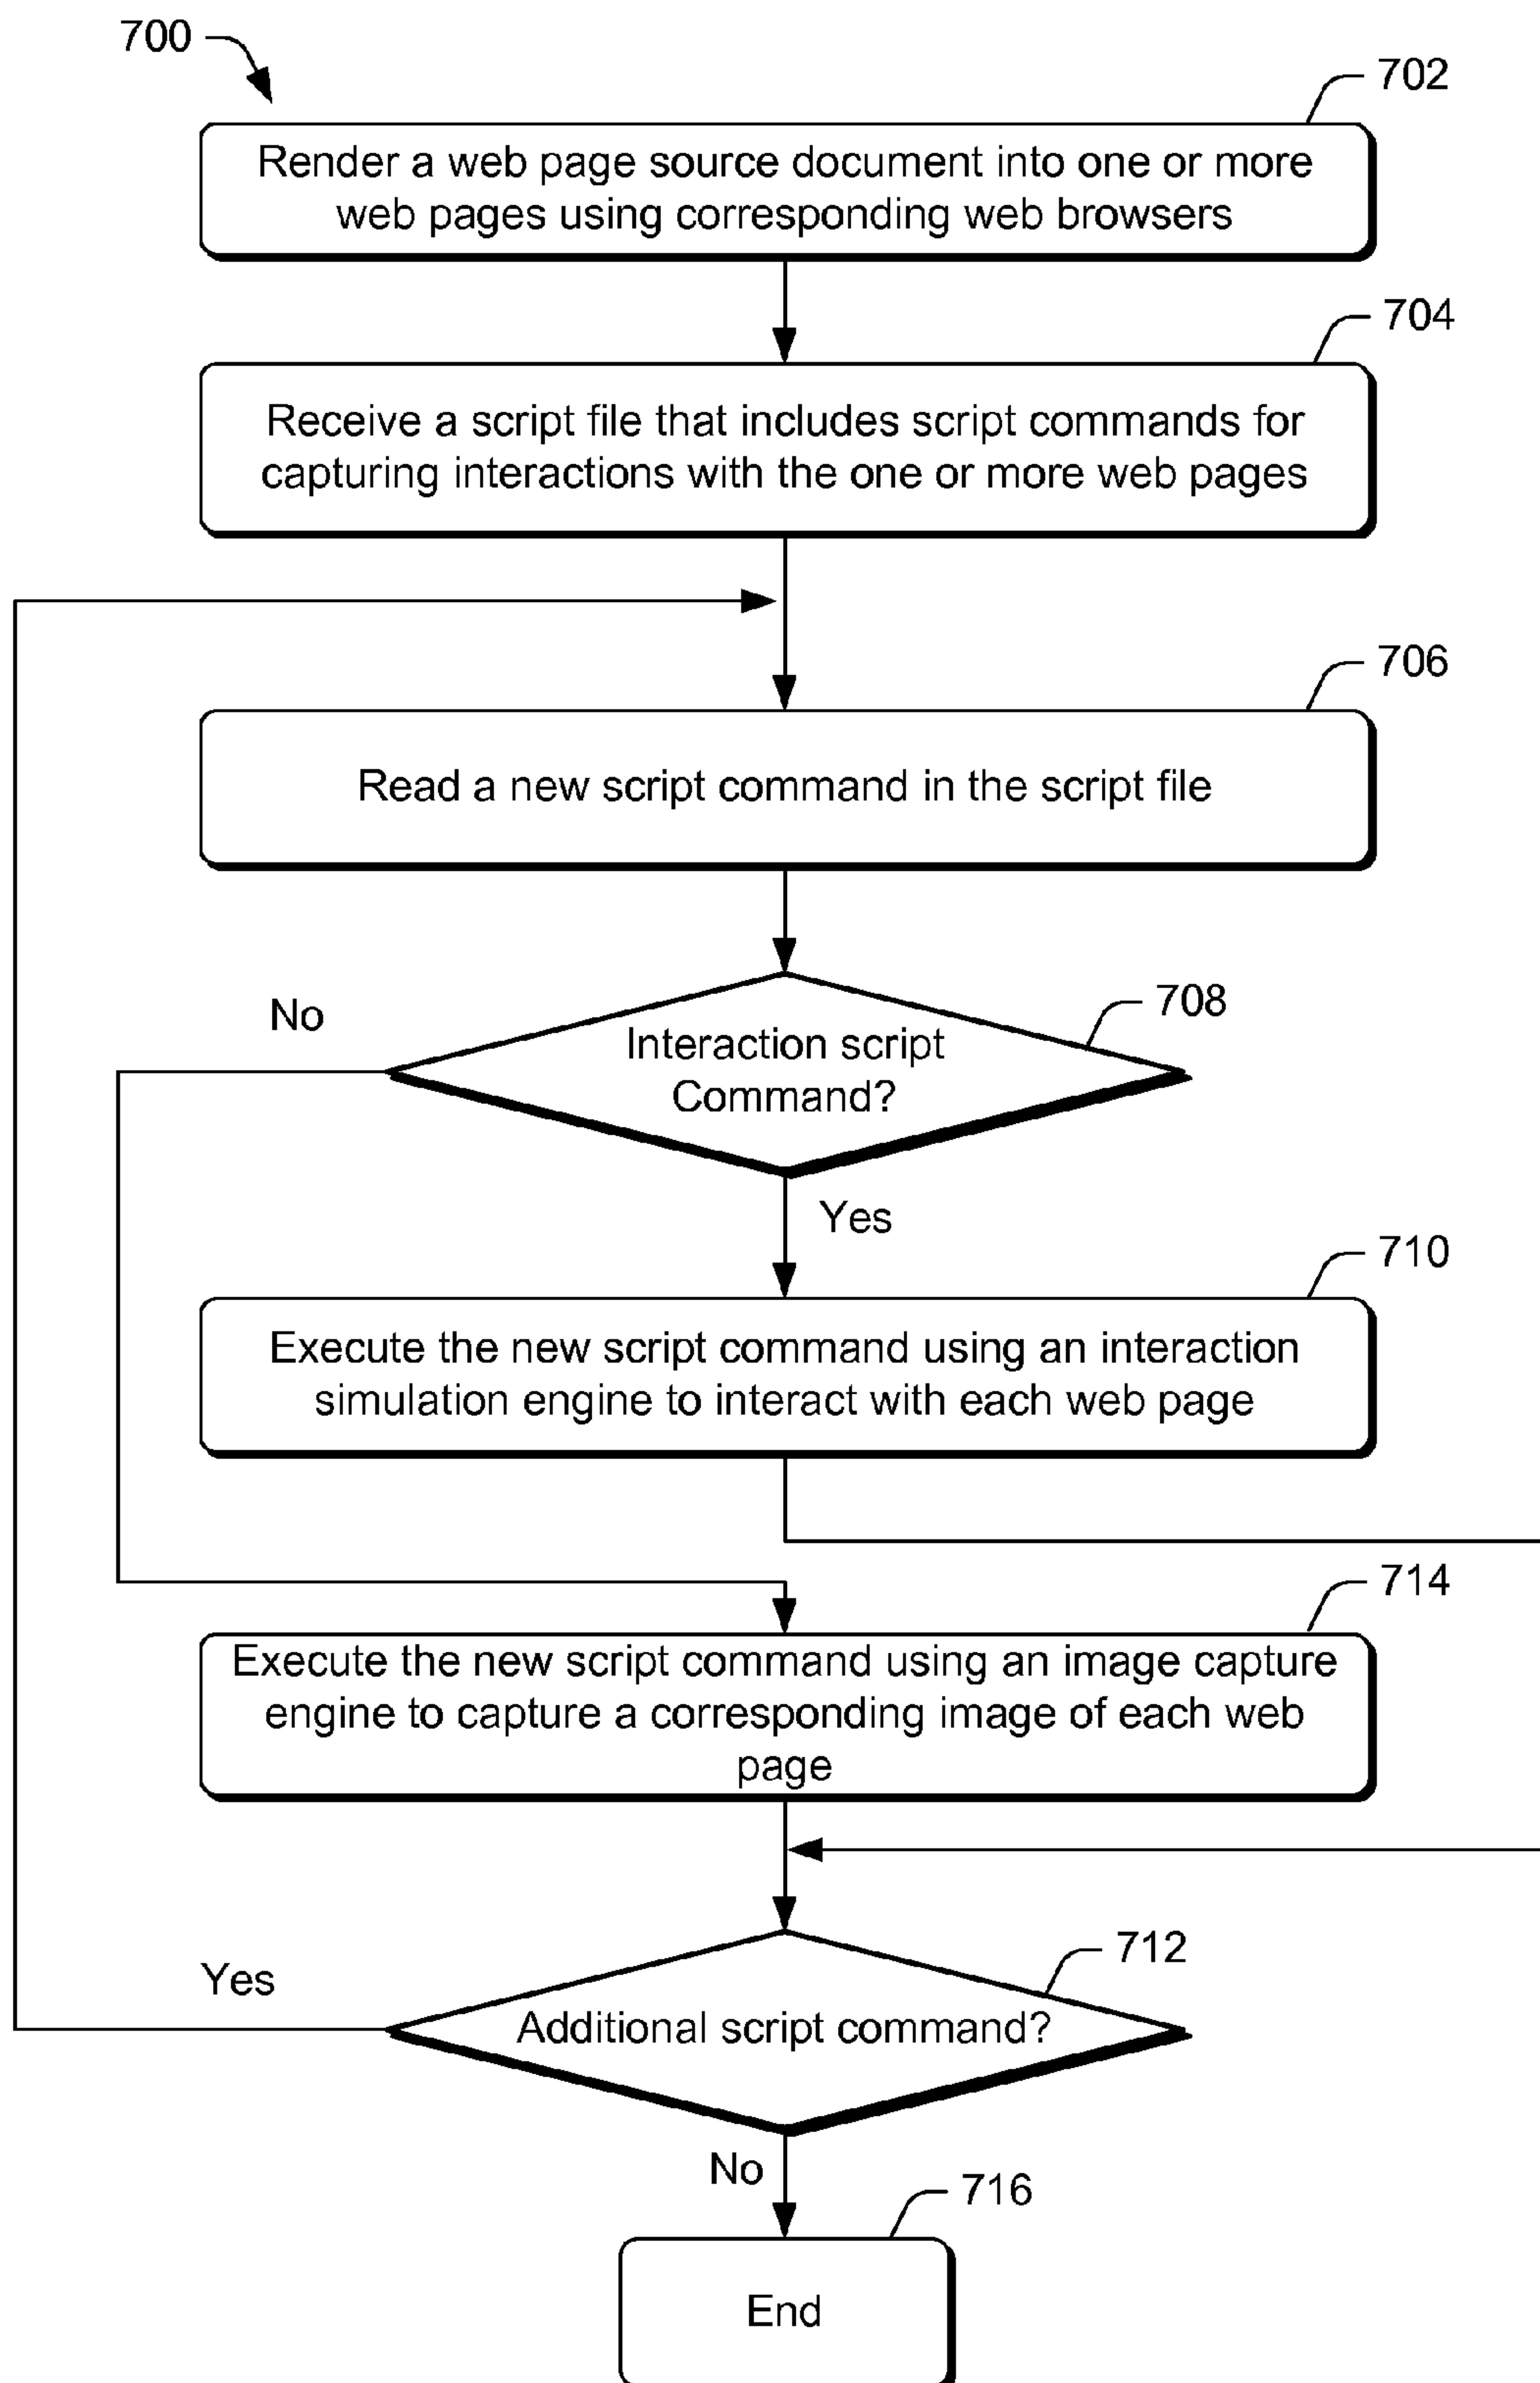 700
702
Render a web page source document into one or more
web pages using corresponding web browsers
704
Receive a script file that includes script commands for
capturing interactions with the one or more web pages
706
Read a new script command in the script file
708
No
Interaction script
Command?
Yes
710
Execute the new script command using an interaction
simulation engine to interact with each web page
714
Execute the new script command using an image capture
engine to capture a corresponding image of each web
page
712
Yes
Additional script command?
No
716
End